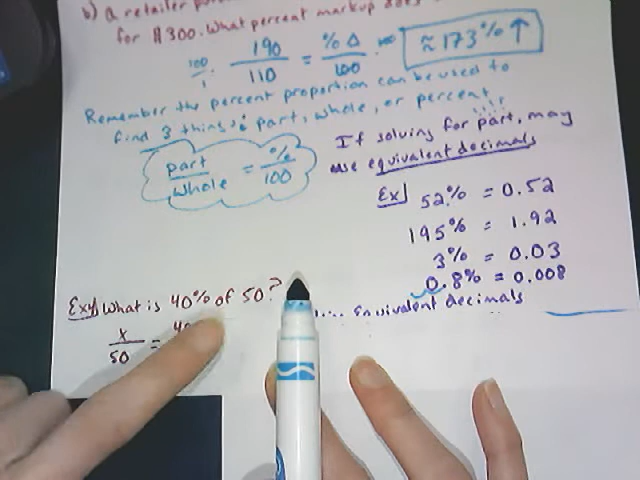 b) a retailer
for $300. What percent markup does
100/1 · 190/110 = %Δ/100 ≈ 173% ↑
Remember the percent proportion can be used to
find 3 things: part, whole, or percent.
part/whole = %/100
If solving for part, may
use equivalent decimals
Ex) 52% = 0.52
195% = 1.92
3% = 0.03
0.8% = 0.008
Ex4) What is 40% of 50?
x/50 =
Equivalent decimals